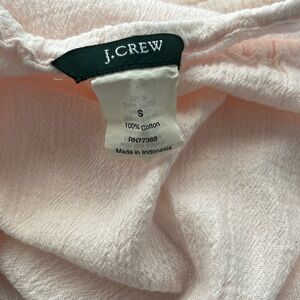 J.CREW
S
100% Cotton
RN77388
Made in Indonesia